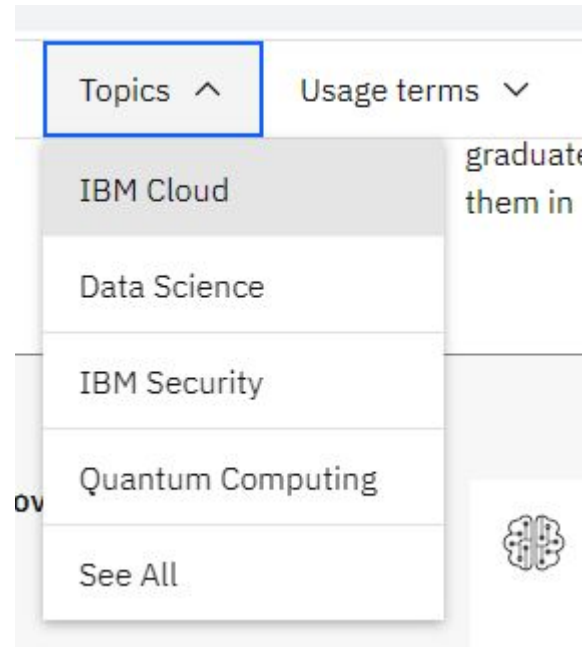 Topics
Usage terms
graduate
them in
IBM Cloud
Data Science
IBM Security
Quantum Computing
See All